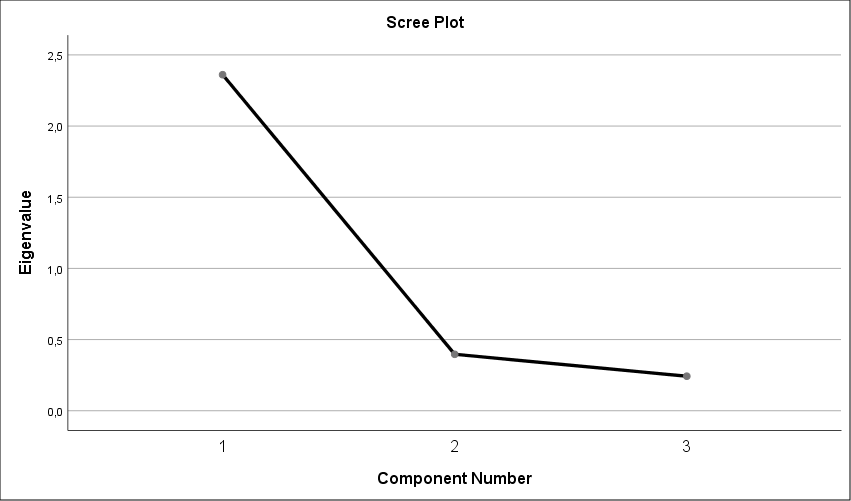 Scree Plot
2,5
2,0
1,5
1,0
0,5
0,0
Eigenvalue
1 2 3
Component Number